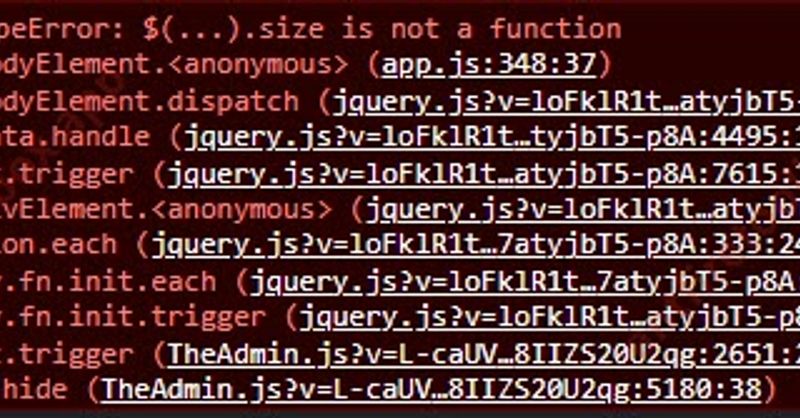 peError: $(...).size is not a function
dyElement.<anonymous> (app.js:348:37)
dyElement.dispatch (jquery.js?v=loFklR1t…atyjbT5-
ta.handle (jquery.js?v=loFklR1t…tyjbT5-p8A:4495:
.trigger (jquery.js?v=loFklR1t…atyjbT5-p8A:7615:
vElement.<anonymous> (jquery.js?v=loFklR1t…atyjb
on.each (jquery.js?v=loFklR1t…7atyjbT5-p8A:333:24
.fn.init.each (jquery.js?v=loFklR1t…7atyjbT5-p8A
.fn.init.trigger (jquery.js?v=loFklR1t…atyjbT5-p8
.trigger (TheAdmin.js?v=L-caUV…8IIZS20U2qg:2651:
hide (TheAdmin.js?v=L-caUV…8IIZS20U2qg:5180:38)